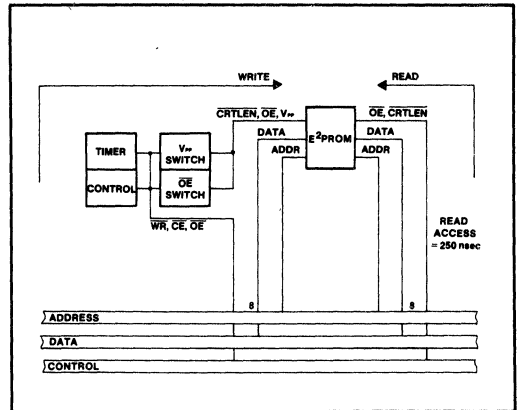 WRITE
READ
CRTLEN, OE, VPP
OE, CRTLEN
DATA
ADDR
E²PROM
DATA
ADDR
TIMER
VPP
SWITCH
CONTROL
OE
SWITCH
WR, CE, OE
READ
ACCESS
= 250 nsec
8
8
ADDRESS
DATA
CONTROL